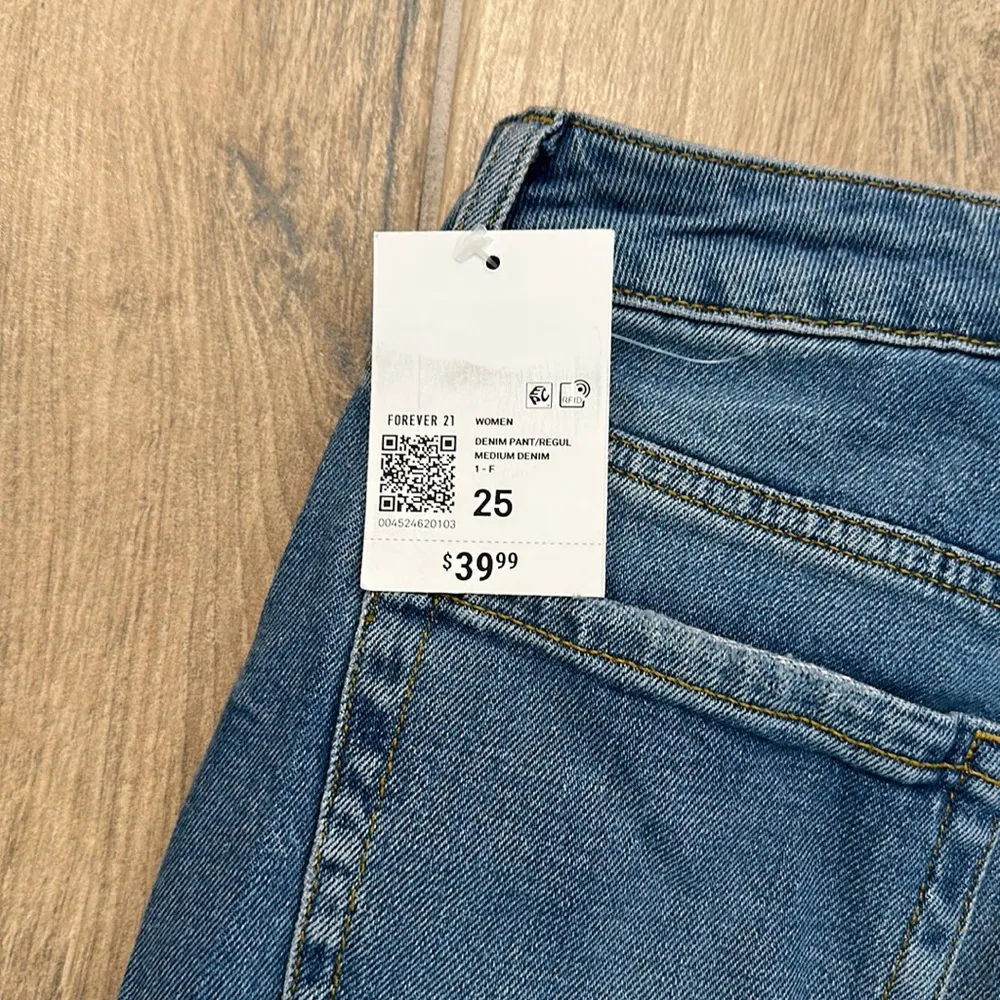 RFID
FOREVER 21
WOMEN
DENIM PANT/REGUL
MEDIUM DENIM
1 - F
25
004524620103
$39.99